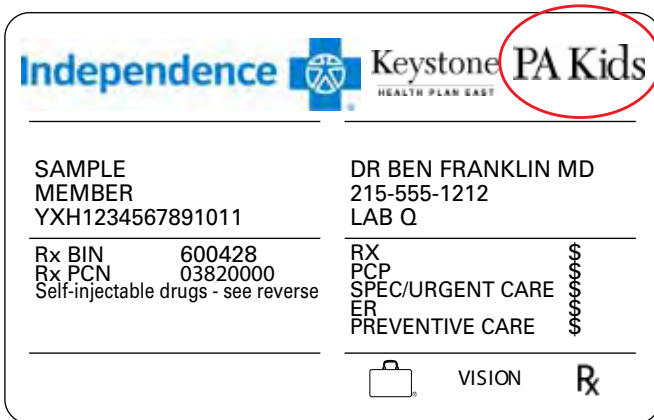 Independence Keystone PA Kids
HEALTH PLAN EAST
SAMPLE
MEMBER
YXH1234567891011
DR BEN FRANKLIN MD
215-555-1212
LAB Q
Rx BIN 600428
Rx PCN 03820000
Self-injectable drugs - see reverse
RX $
PCP $
SPEC/URGENT CARE $
ER $
PREVENTIVE CARE $
VISION Rx